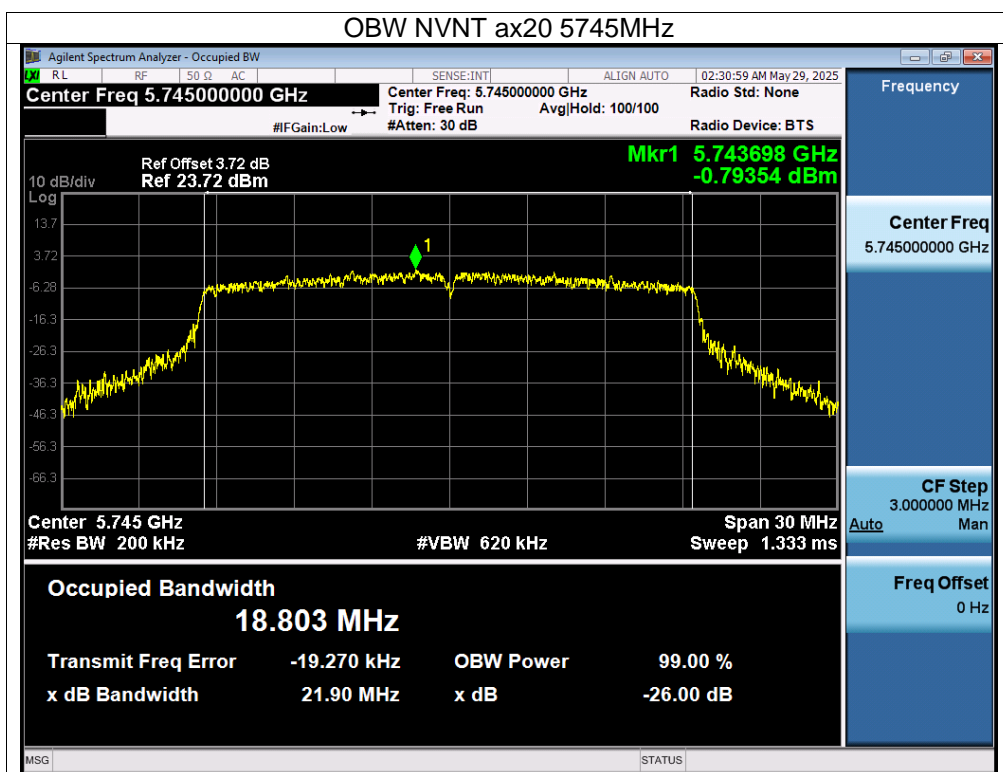 OBW NVNT ax20 5745MHz
Agilent Spectrum Analyzer - Occupied BW
LXI RL RF 50 Ω AC SENSE:INT ALIGN AUTO 02:30:59 AM May 29, 2025
Center Freq 5.745000000 GHz
Center Freq: 5.745000000 GHz
Radio Std: None
Trig: Free Run Avg|Hold: 100/100
#IFGain:Low #Atten: 30 dB Radio Device: BTS
Ref Offset 3.72 dB
10 dB/div Ref 23.72 dBm
Mkr1 5.743698 GHz
-0.79354 dBm
Log
13.7
3.72
-6.28
-16.3
-26.3
-36.3
-46.3
-56.3
-66.3
1
Center 5.745 GHz Span 30 MHz
#Res BW 200 kHz #VBW 620 kHz Sweep 1.333 ms
Occupied Bandwidth
18.803 MHz
Transmit Freq Error -19.270 kHz OBW Power 99.00 %
x dB Bandwidth 21.90 MHz x dB -26.00 dB
MSG STATUS
Frequency
Center Freq
5.745000000 GHz
CF Step
3.000000 MHz
Auto Man
Freq Offset
0 Hz